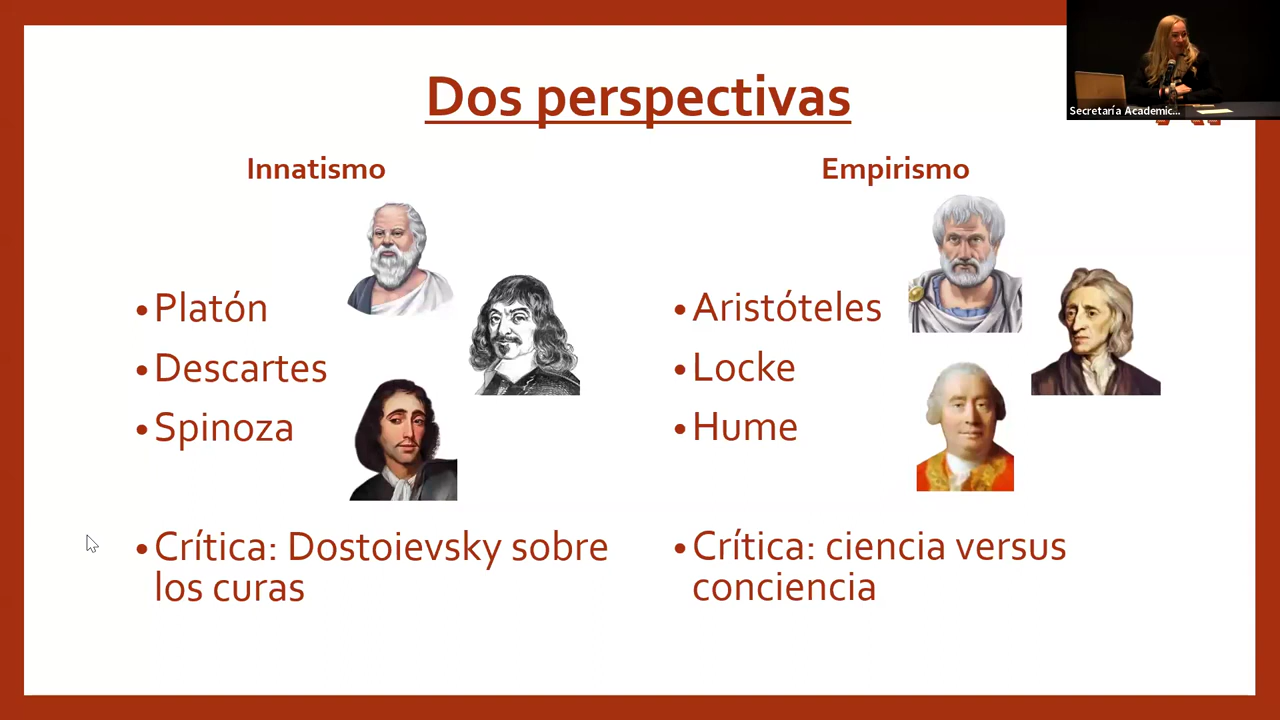 Dos perspectivas
Secretaría Academic...
Innatismo
• Platón
• Descartes
• Spinoza
• Crítica: Dostoievsky sobre
los curas
Empirismo
• Aristóteles
• Locke
• Hume
• Crítica: ciencia versus
conciencia